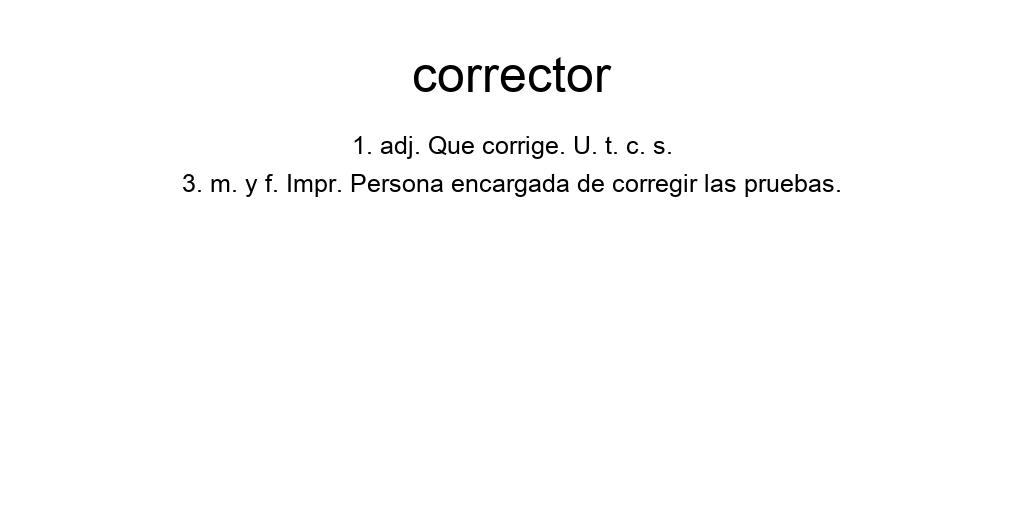 corrector
1. adj. Que corrige. U. t. c. s.
3. m. y f. Impr. Persona encargada de corregir las pruebas.